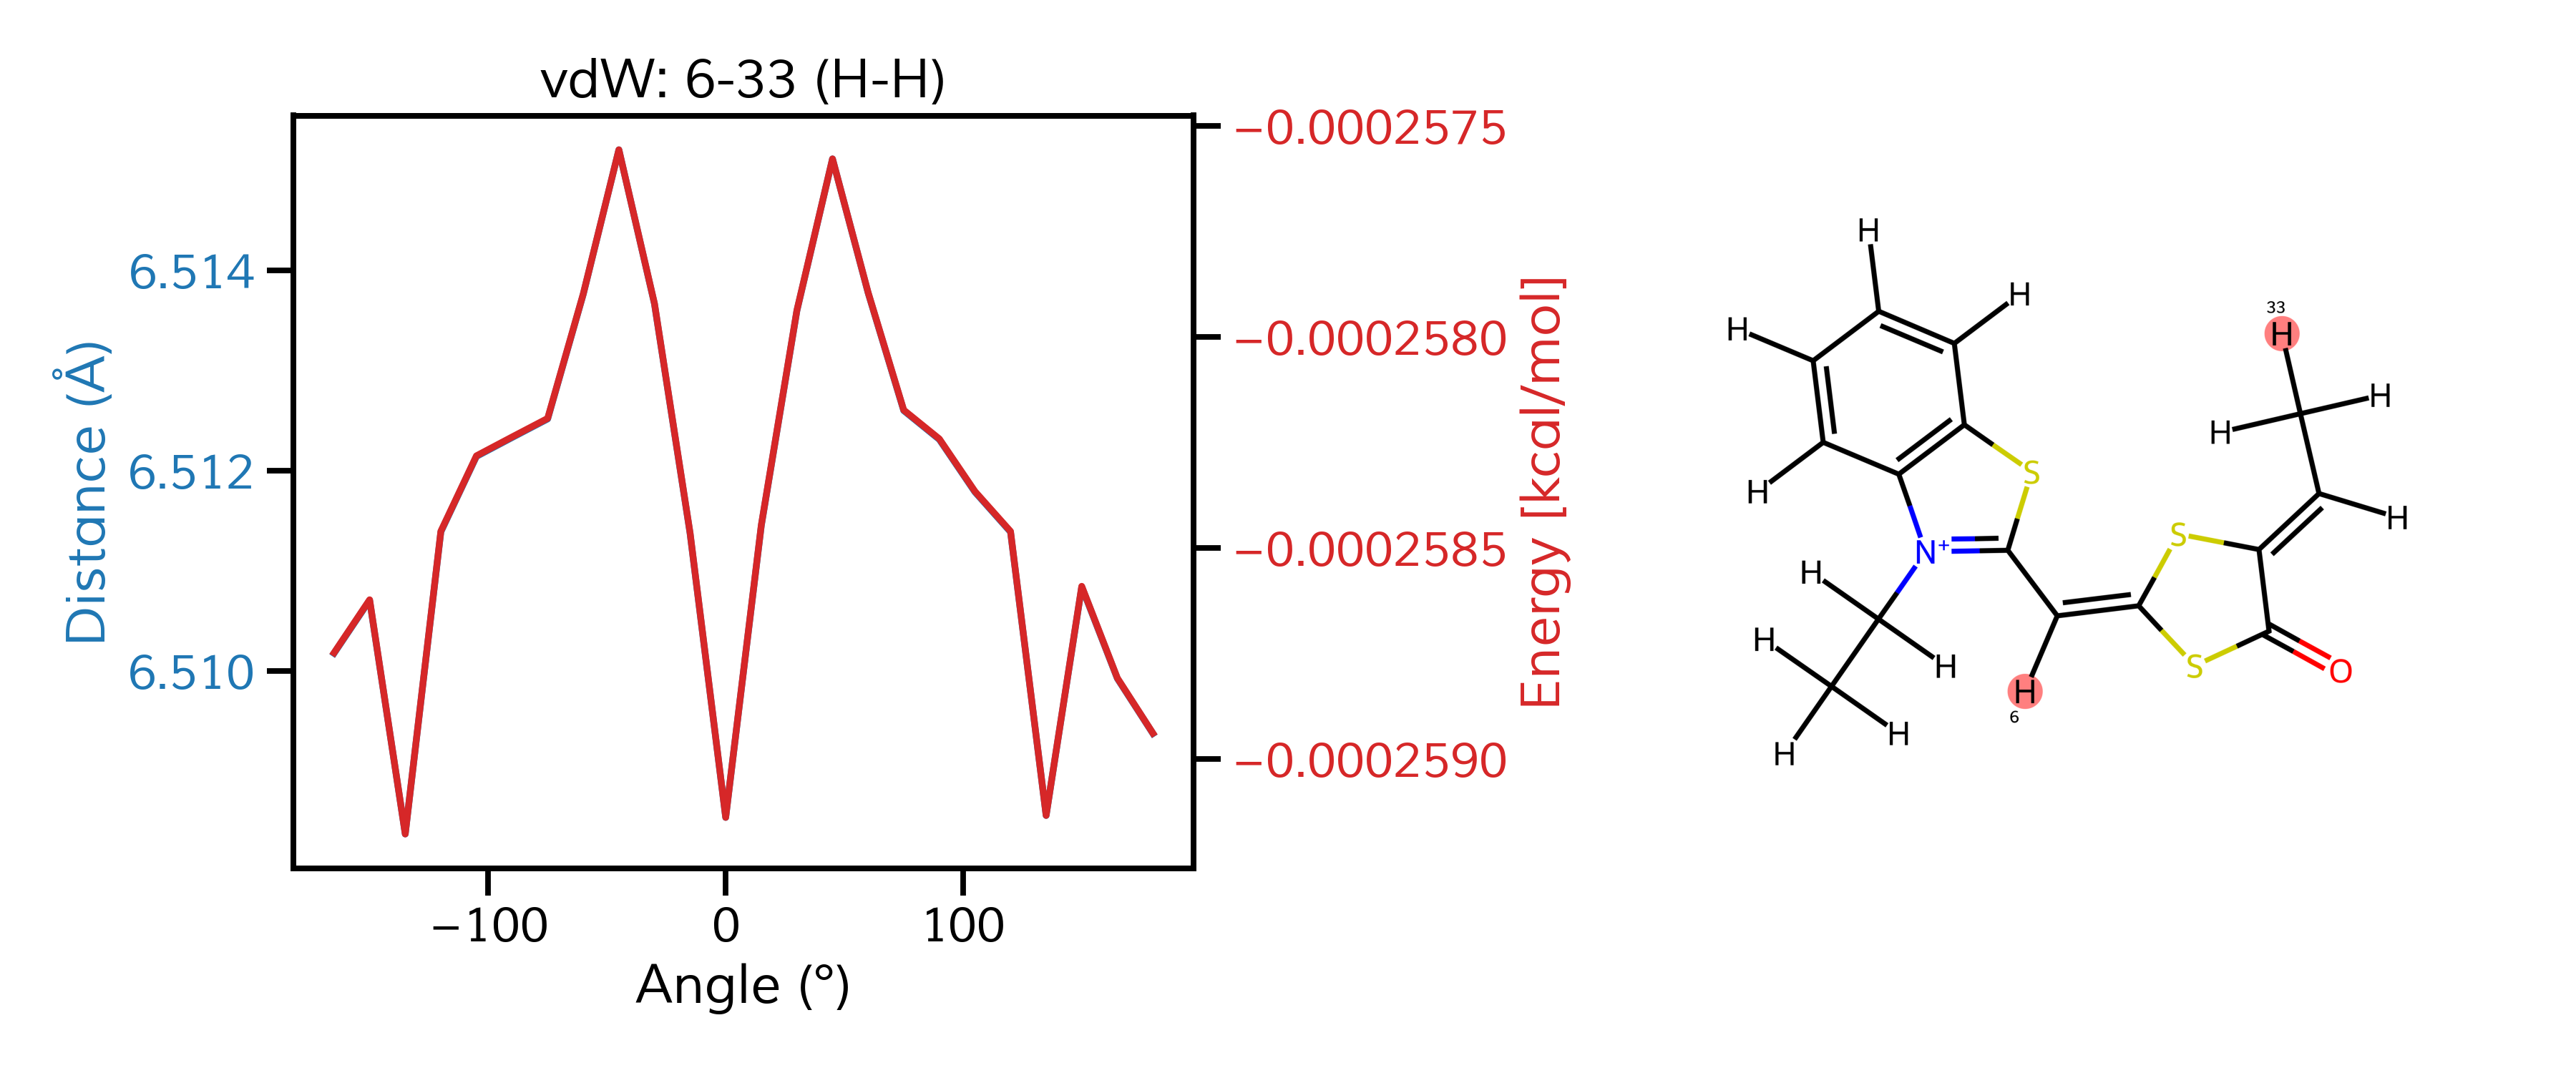 vdW: 6-33 (H-H)
Distance (Å)
6.514
6.512
6.510
−100
0
100
Angle (°)
−0.0002575
−0.0002580
−0.0002585
−0.0002590
Energy [kcal/mol]
H
H
H
H
33
H
H
H
H
S
S
N+
H
H
H
H
H
H
6
S
O